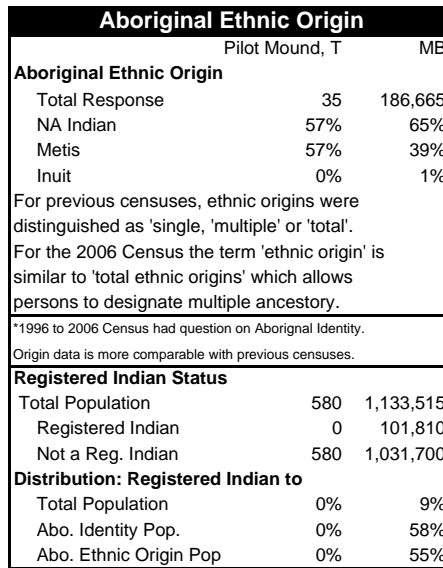 Aboriginal Ethnic Origin
Pilot Mound, T MB
Aboriginal Ethnic Origin
Total Response 35 186,665
NA Indian 57% 65%
Metis 57% 39%
Inuit 0% 1%
For previous censuses, ethnic origins were
distinguished as 'single, 'multiple' or 'total'.
For the 2006 Census the term 'ethnic origin' is
similar to 'total ethnic origins' which allows
persons to designate multiple ancestory.
*1996 to 2006 Census had question on Aborignal Identity.
Origin data is more comparable with previous censuses.
Registered Indian Status
Total Population 580 1,133,515
Registered Indian 0 101,810
Not a Reg. Indian 580 1,031,700
Distribution: Registered Indian to
Total Population 0% 9%
Abo. Identity Pop. 0% 58%
Abo. Ethnic Origin Pop 0% 55%